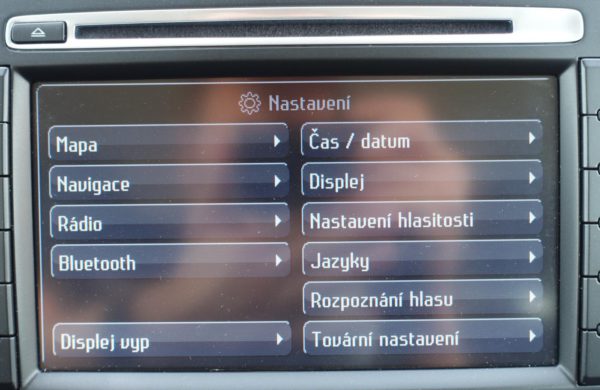 Nastavení
Mapa
Čas / datum
Navigace
Displej
Rádio
Nastavení hlasitosti
Bluetooth
Jazyky
Rozpoznání hlasu
Displej vyp
Tovární nastavení